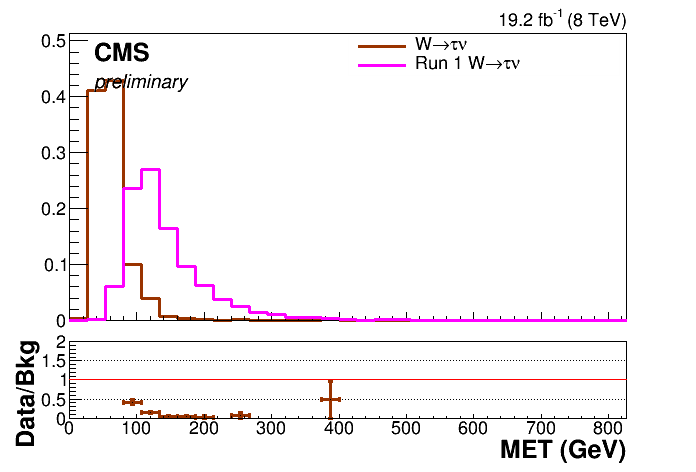 19.2 fb-1 (8 TeV)
CMS
preliminary
W→τν
Run 1 W→τν
0.5
0.4
0.3
0.2
0.1
0
Data/Bkg
2
1.5
1
0.5
0
0 100 200 300 400 500 600 700 800
MET (GeV)